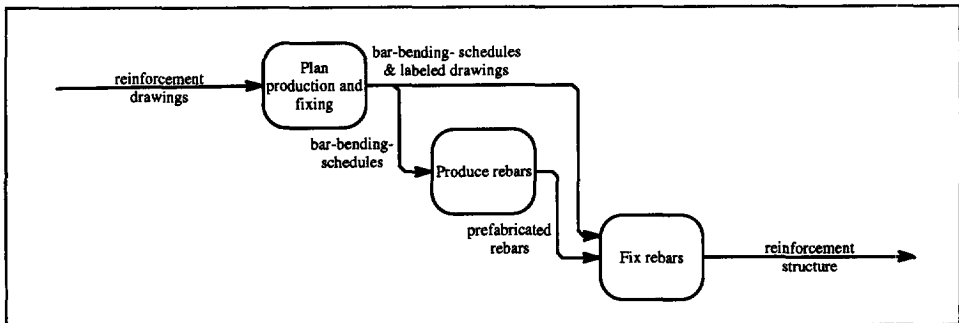 reinforcement
drawings
Plan
production and
fixing
bar-bending- schedules
& labeled drawings
bar-bending-
schedules
Produce rebars
prefabricated
rebars
Fix rebars
reinforcement
structure